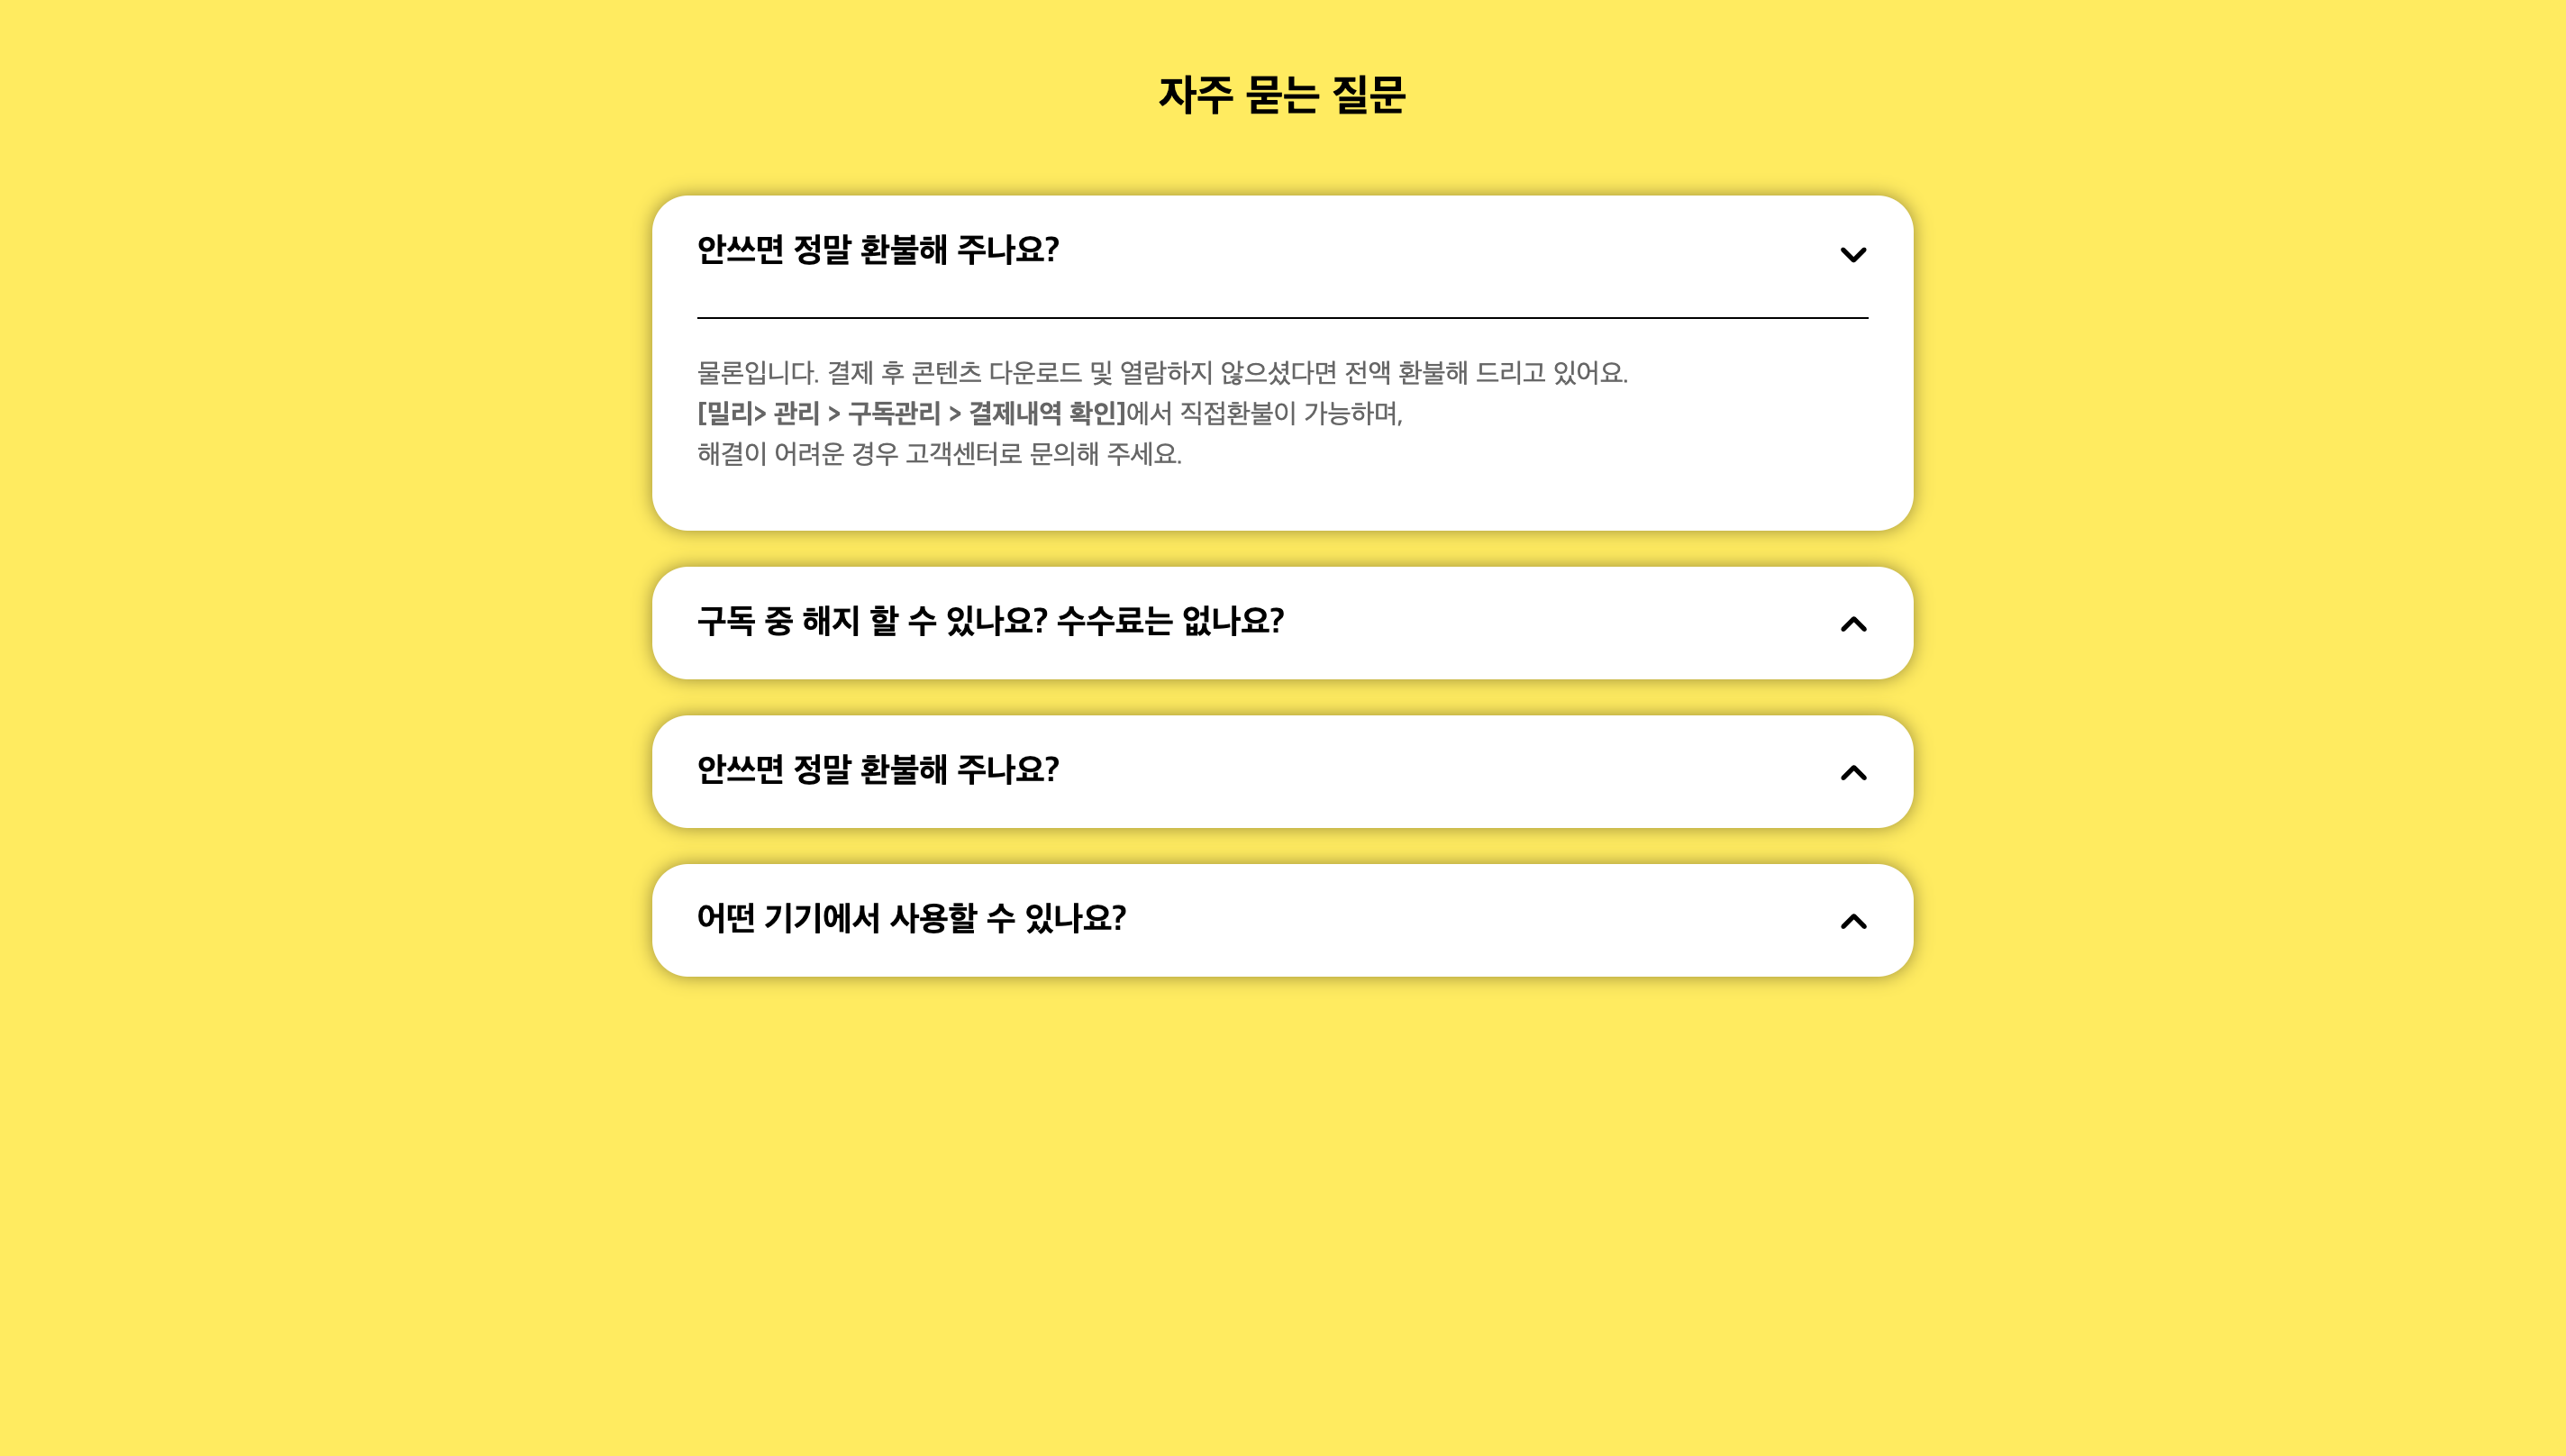 자주 묻는 질문
안쓰면 정말 환불해 주나요?
물론입니다. 결제 후 콘텐츠 다운로드 및 열람하지 않으셨다면 전액 환불해 드리고 있어요.
[밀리> 관리 > 구독관리 > 결제내역 확인]에서 직접환불이 가능하며,
해결이 어려운 경우 고객센터로 문의해 주세요.
구독 중 해지 할 수 있나요? 수수료는 없나요?
안쓰면 정말 환불해 주나요?
어떤 기기에서 사용할 수 있나요?